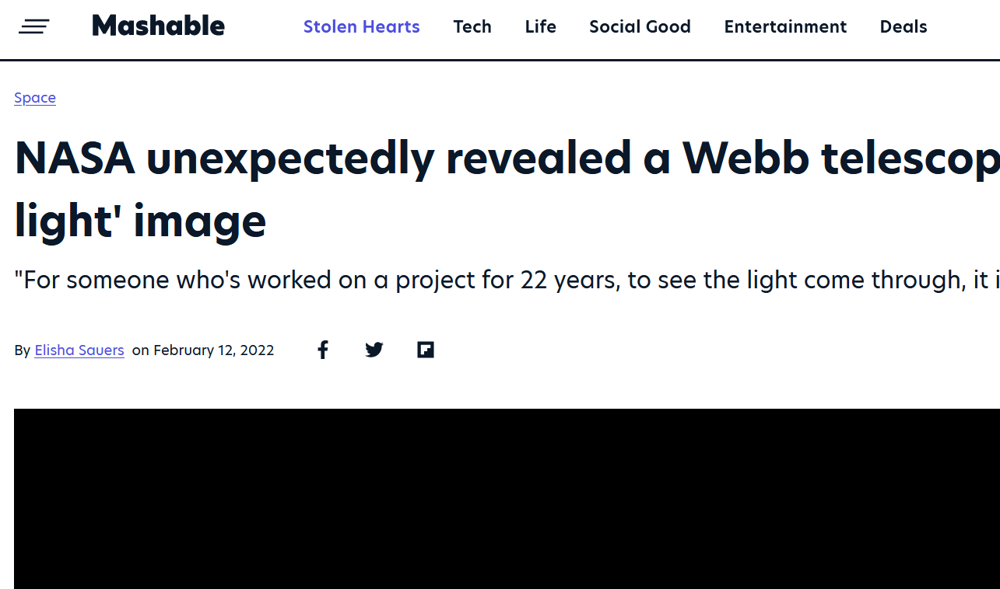 Mashable Stolen Hearts Tech Life Social Good Entertainment Deals
Space
NASA unexpectedly revealed a Webb telescop
light' image
"For someone who's worked on a project for 22 years, to see the light come through, it i
By Elisha Sauers on February 12, 2022